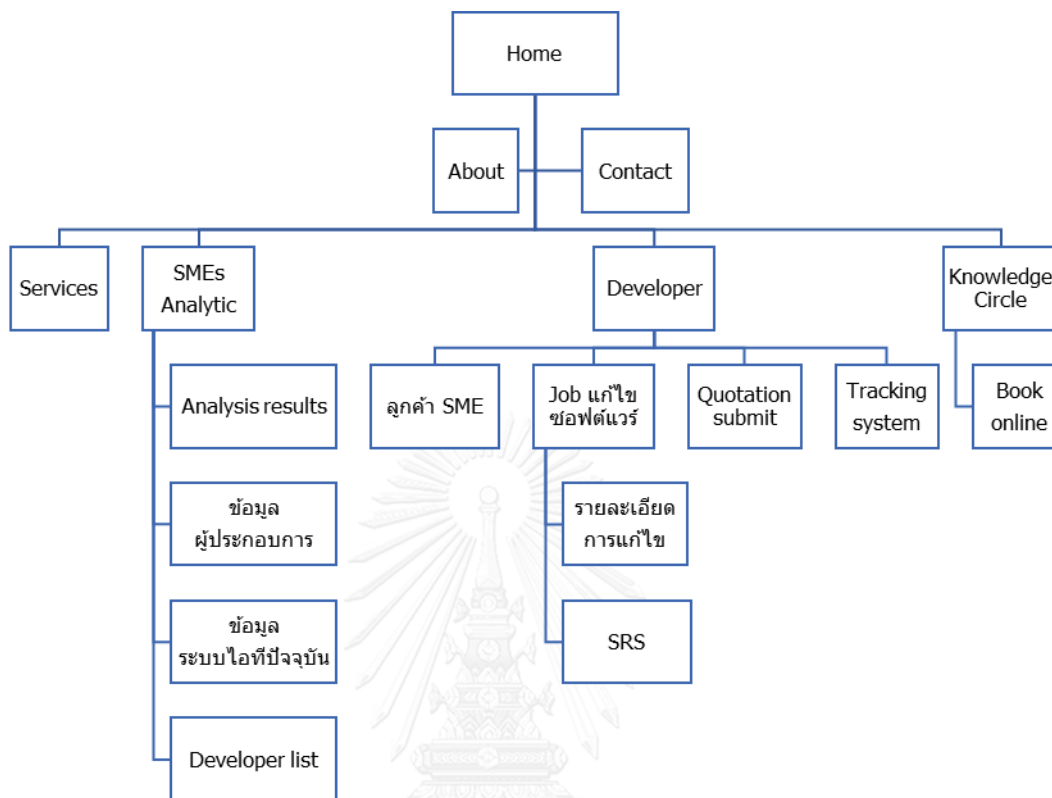 Home
About
Contact
Services
SMEs
Analytic
Developer
Knowledge
Circle
Analysis results
ลูกค้า SME
Job แก้ไข
ซอฟต์แวร์
Quotation
submit
Tracking
system
Book
online
ข้อมูล
ผู้ประกอบการ
รายละเอียด
การแก้ไข
ข้อมูล
ระบบไอทีปัจจุบัน
SRS
Developer list